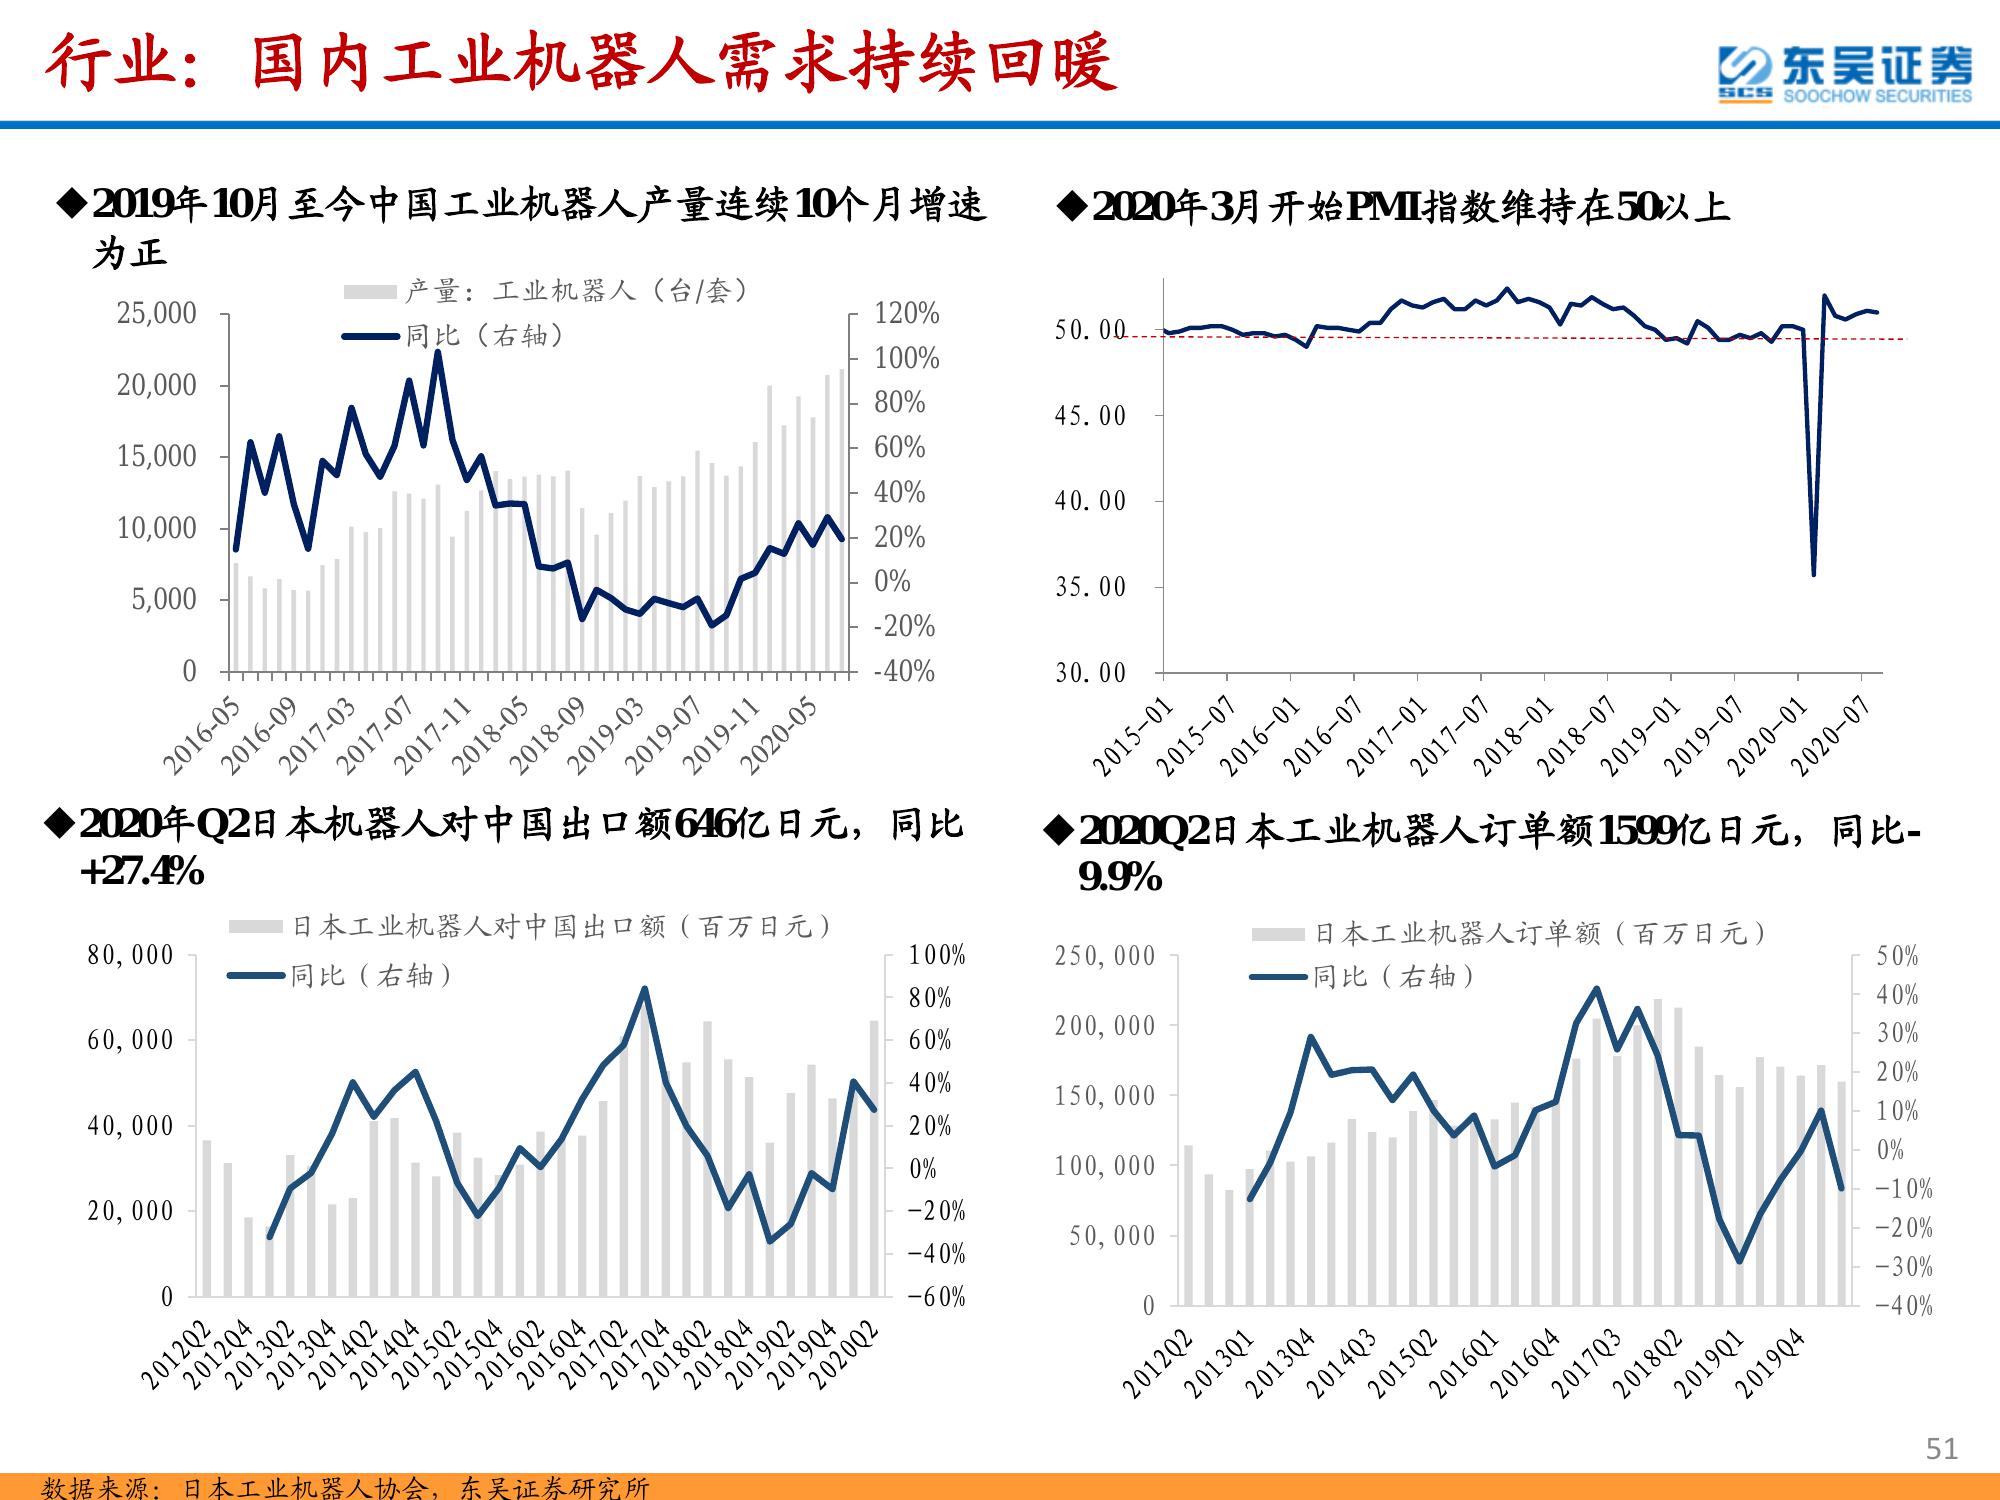 行业：国内工业机器人需求持续回暖
东吴证券
SCS SOOCHOW SECURITIES
◆2019年10月至今中国工业机器人产量连续10个月增速
为正
产量：工业机器人（台/套）
同比（右轴）
25,000
20,000
15,000
10,000
5,000
0
120%
100%
80%
60%
40%
20%
0%
-20%
-40%
2016-05
2016-09
2017-03
2017-07
2017-11
2018-05
2018-09
2019-03
2019-07
2019-11
2020-05
◆2020年3月开始PMI指数维持在50以上
50.00
45.00
40.00
35.00
30.00
2015-01
2015-07
2016-01
2016-07
2017-01
2017-07
2018-01
2018-07
2019-01
2019-07
2020-01
2020-07
◆2020年Q2日本机器人对中国出口额646亿日元，同比
+27.4%
日本工业机器人对中国出口额（百万日元）
同比（右轴）
80,000
60,000
40,000
20,000
0
100%
80%
60%
40%
20%
0%
-20%
-40%
-60%
2012Q2
2012Q4
2013Q2
2013Q4
2014Q2
2014Q4
2015Q2
2015Q4
2016Q2
2016Q4
2017Q2
2017Q4
2018Q2
2018Q4
2019Q2
2019Q4
2020Q2
◆2020Q2日本工业机器人订单额1599亿日元，同比-
9.9%
日本工业机器人订单额（百万日元）
同比（右轴）
250,000
200,000
150,000
100,000
50,000
0
50%
40%
30%
20%
10%
0%
-10%
-20%
-30%
-40%
2012Q2
2013Q1
2013Q4
2014Q3
2015Q2
2016Q1
2016Q4
2017Q3
2018Q2
2019Q1
2019Q4
51
数据来源：日本工业机器人协会，东吴证券研究所